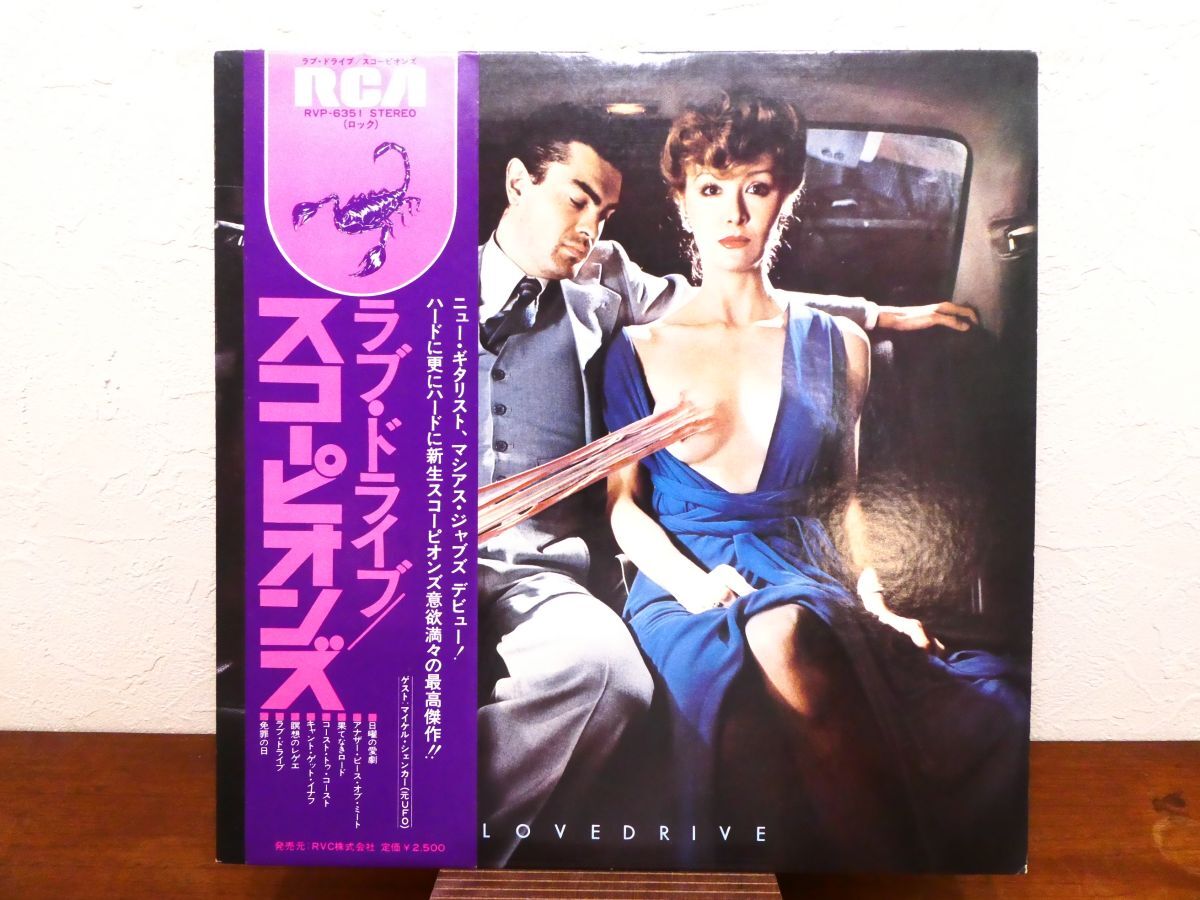 ラブ・ドライブ/スコーピオンズ
RCA
RVP-6351 STEREO
(ロック)
ラブ・ドライブ/
スコーピオンズ
ニュー・ギタリスト、マシアス・ジャブズ デビュー!
ハードに更にハードに新生スコーピオンズ意欲満々の最高傑作!!
ゲスト:マイケル・シェンカー(元UFO)
■日曜の愛劇
■アナザー・ピース・オブ・ミート
■果てなきロード
■コースト・トゥ・コースト
■キャント・ゲット・イナフ
■瞑想のレゲエ
■ラブ・ドライブ
■免罪の日
発売元:RVC株式会社 定価¥2,500
LOVEDRIVE